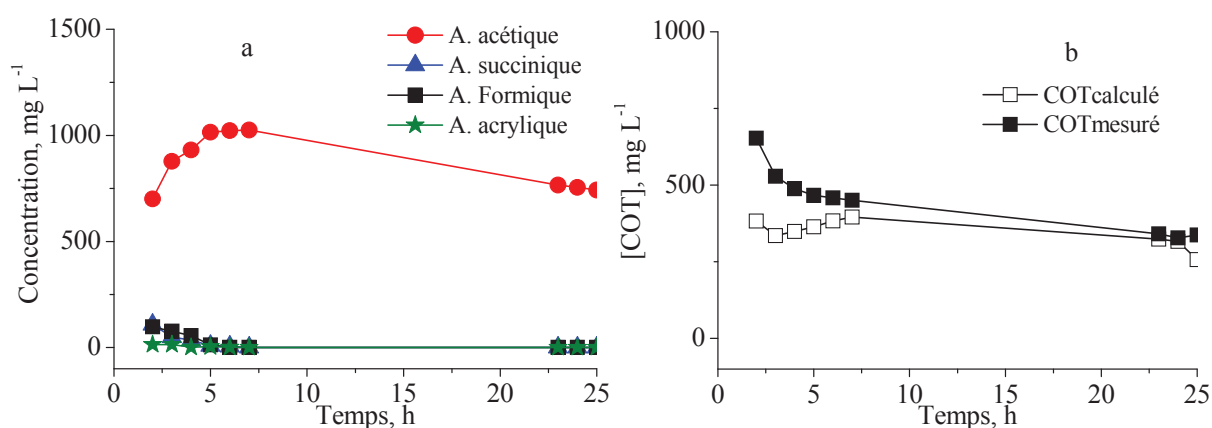 a
A. acétique
A. succinique
A. Formique
A. acrylique
Concentration, mg L⁻¹
1500
1000
500
0
0
5
10
15
20
25
Temps, h
b
COTcalculé
COTmesuré
[COT], mg L⁻¹
1000
500
0
0
5
10
15
20
25
Temps, h